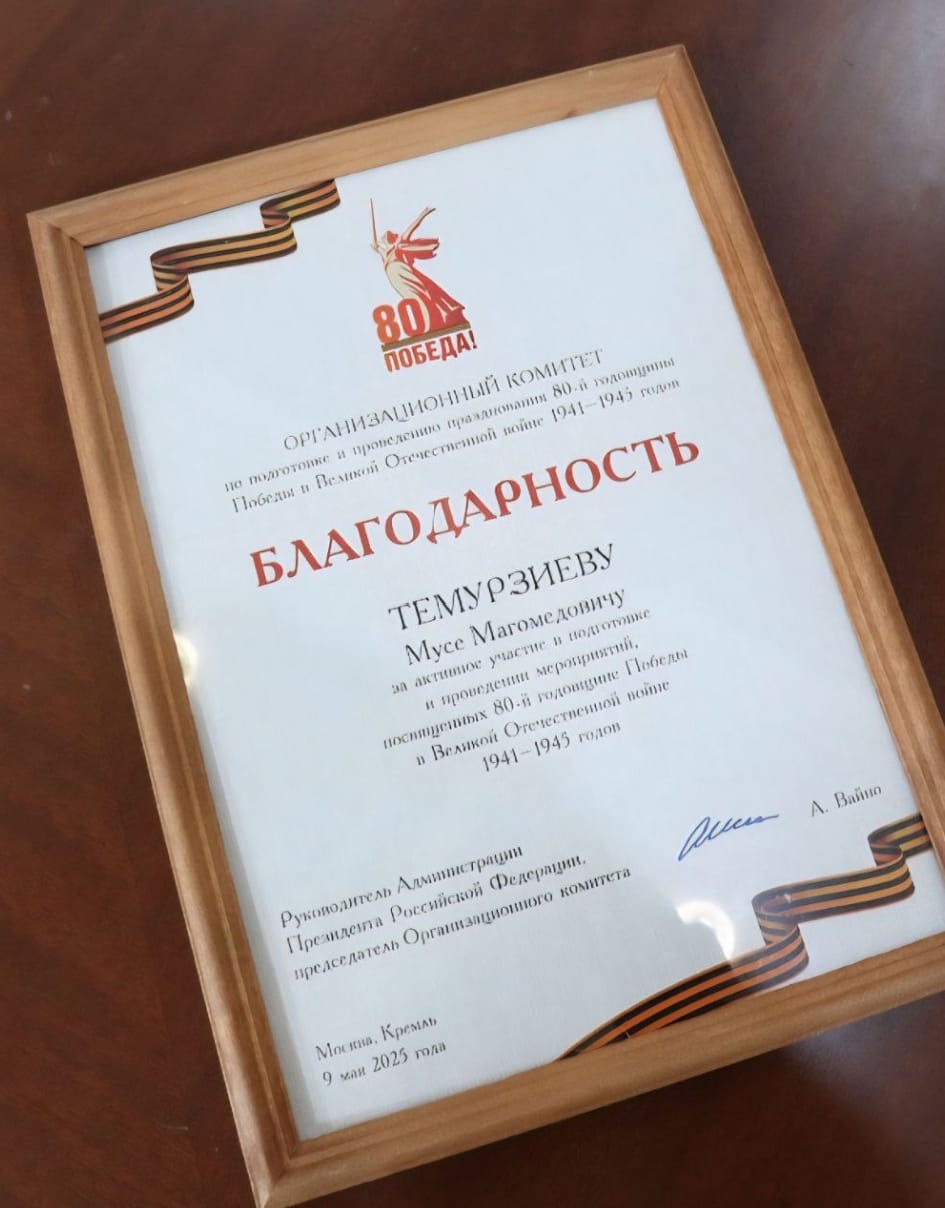 80
ПОБЕДА!
ОРГАНИЗАЦИОННЫЙ КОМИТЕТ
по подготовке и проведению празднования 80-й годовщины
Победы в Великой Отечественной войне 1941–1945 годов
БЛАГОДАРНОСТЬ
ТЕМУРЗИЕВУ
Мусе Магомедовичу
за активное участие в подготовке
и проведении мероприятий,
посвященных 80-й годовщине Победы
в Великой Отечественной войне
1941–1945 годов
Руководитель Администрации
Президента Российской Федерации,
председатель Организационного комитета
А. Вайно
Москва, Кремль
9 мая 2025 года